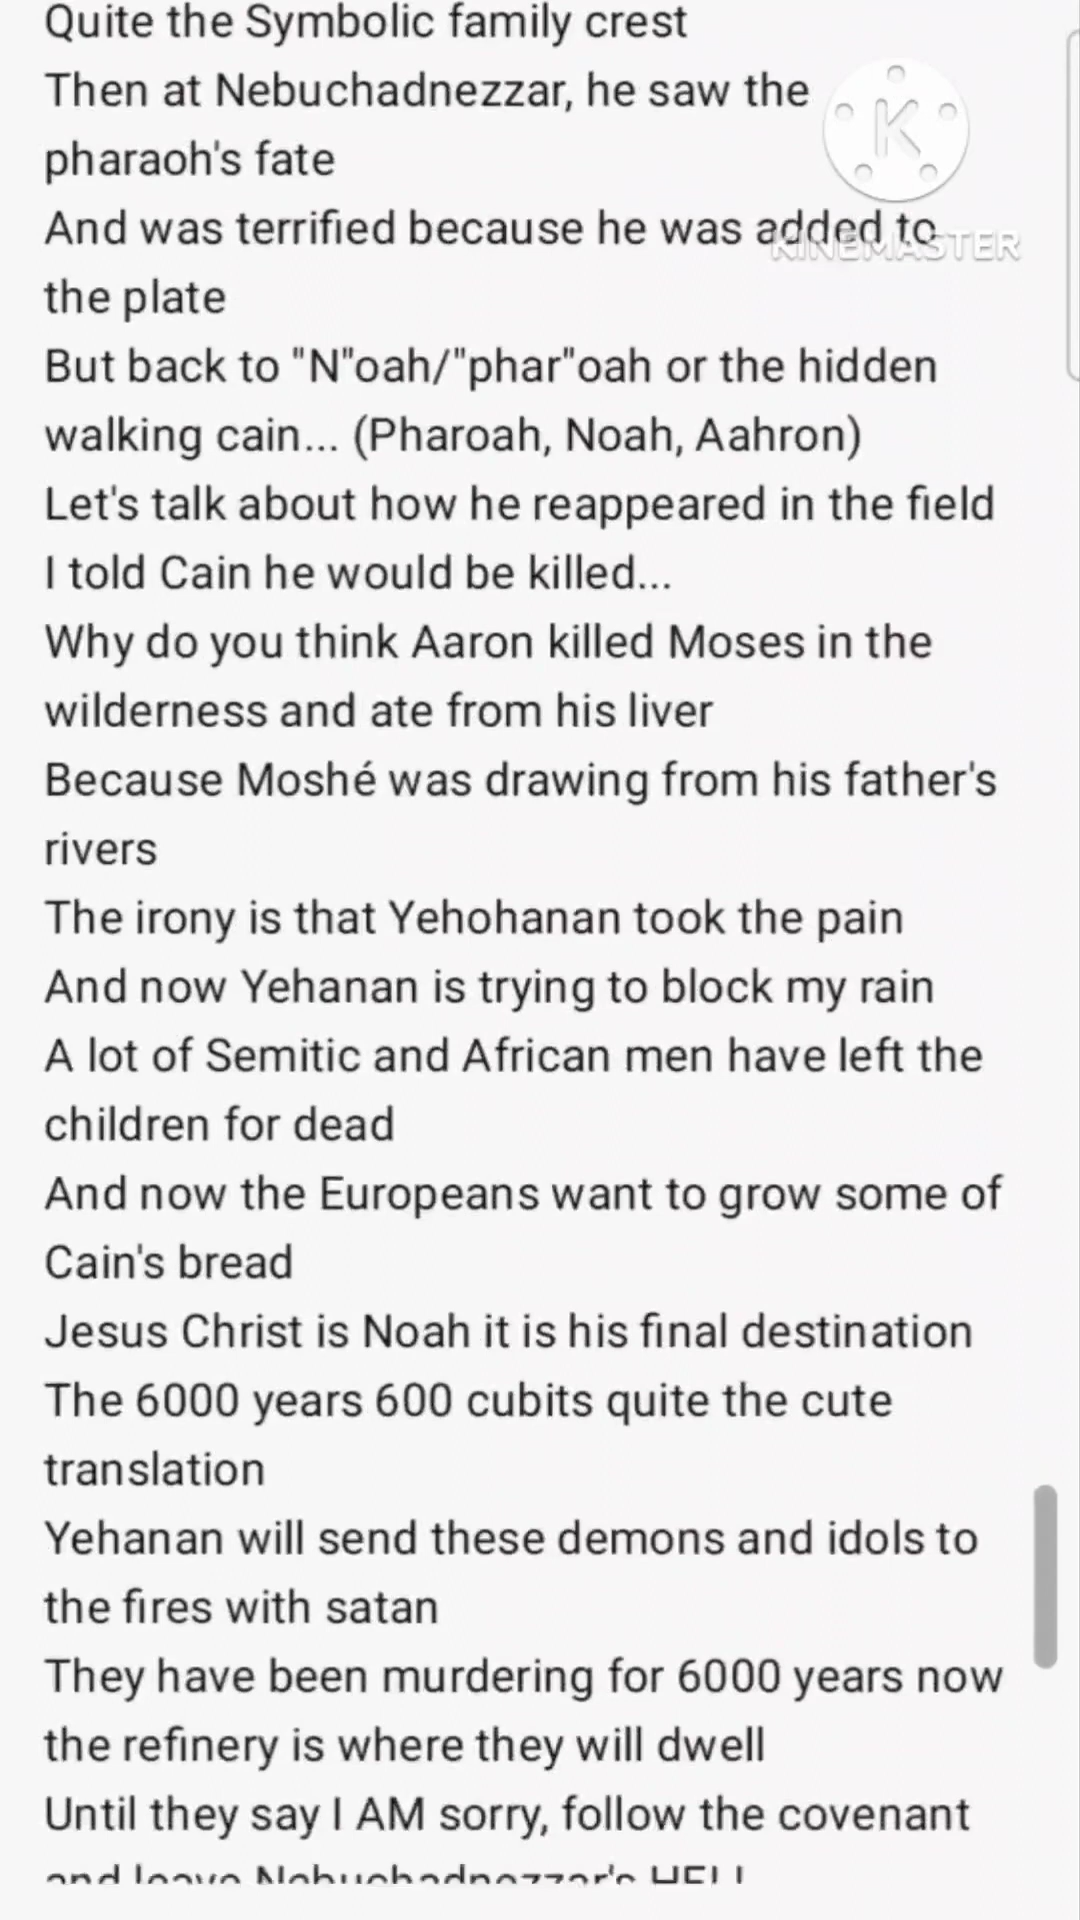 Quite the Symbolic family crest
Then at Nebuchadnezzar, he saw the
pharaoh's fate
And was terrified because he was added to
the plate
But back to "N"oah/"phar"oah or the hidden
walking cain... (Pharoah, Noah, Aahron)
Let's talk about how he reappeared in the field
I told Cain he would be killed...
Why do you think Aaron killed Moses in the
wilderness and ate from his liver
Because Moshé was drawing from his father's
rivers
The irony is that Yehohanan took the pain
And now Yehanan is trying to block my rain
A lot of Semitic and African men have left the
children for dead
And now the Europeans want to grow some of
Cain's bread
Jesus Christ is Noah it is his final destination
The 6000 years 600 cubits quite the cute
translation
Yehanan will send these demons and idols to
the fires with satan
They have been murdering for 6000 years now
the refinery is where they will dwell
Until they say I AM sorry, follow the covenant
and leave Nebuchadnezzar's HELL
K
KINEMASTER